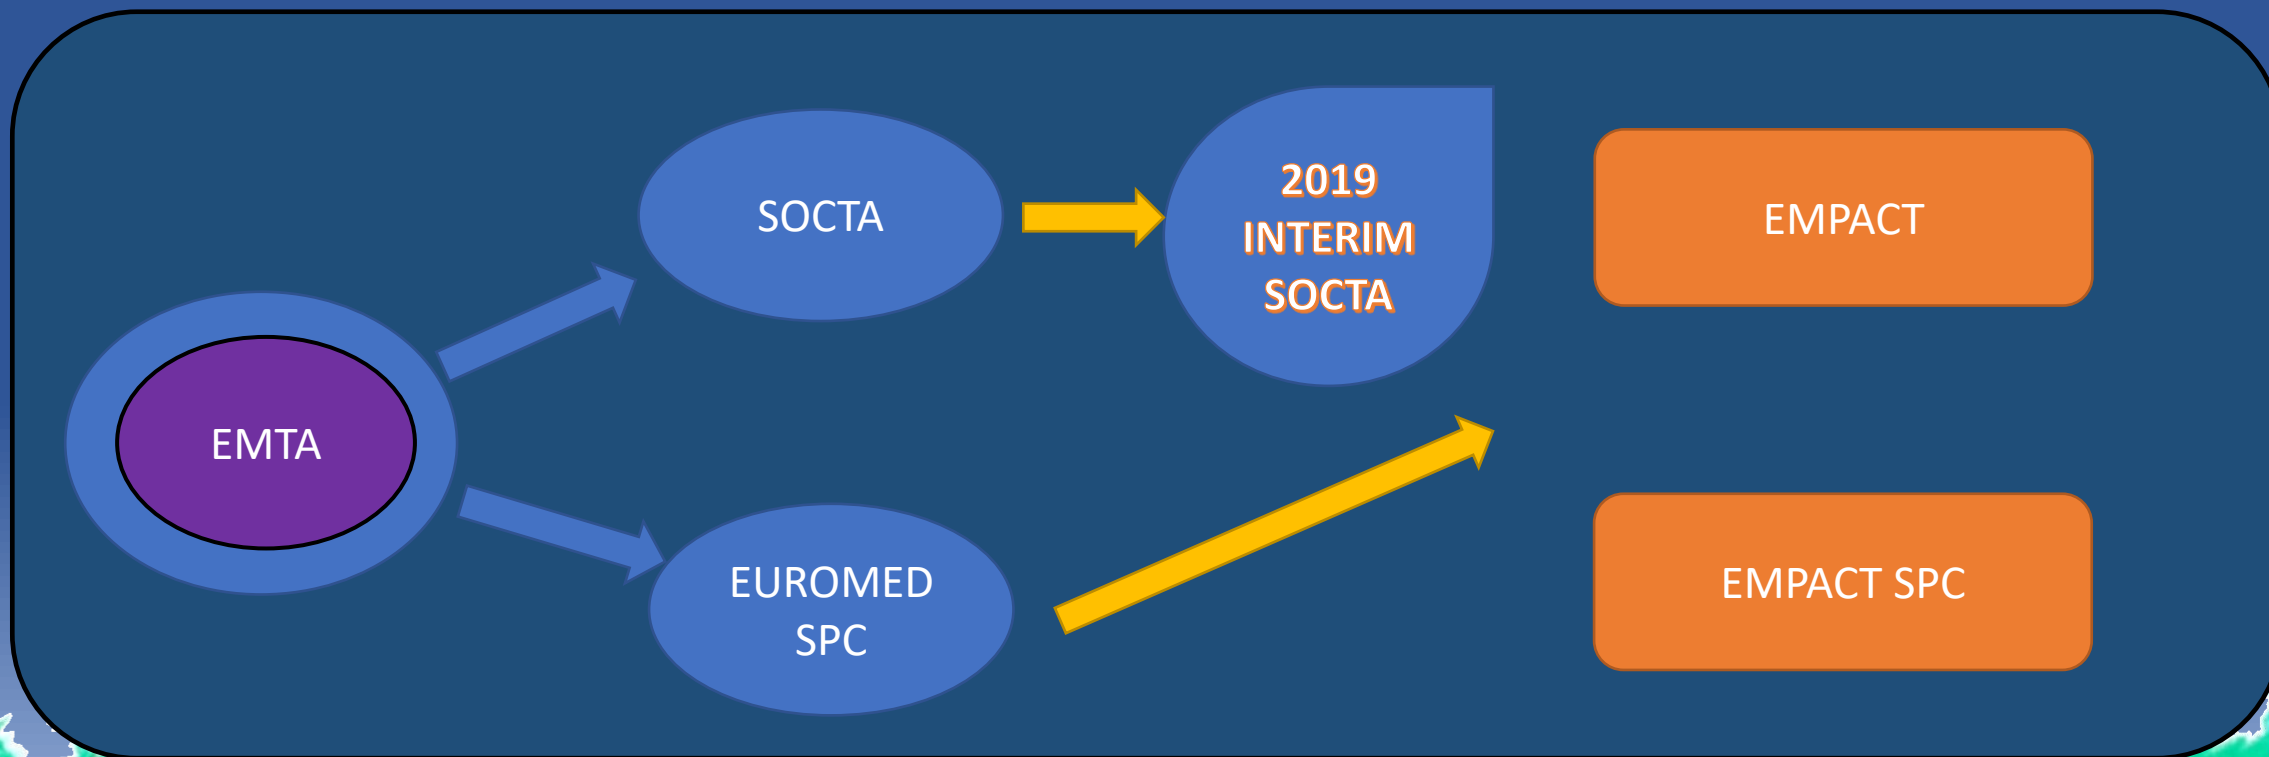 EMTA
SOCTA
2019
INTERIM
SOCTA
EMPACT
EUROMED
SPC
EMPACT SPC